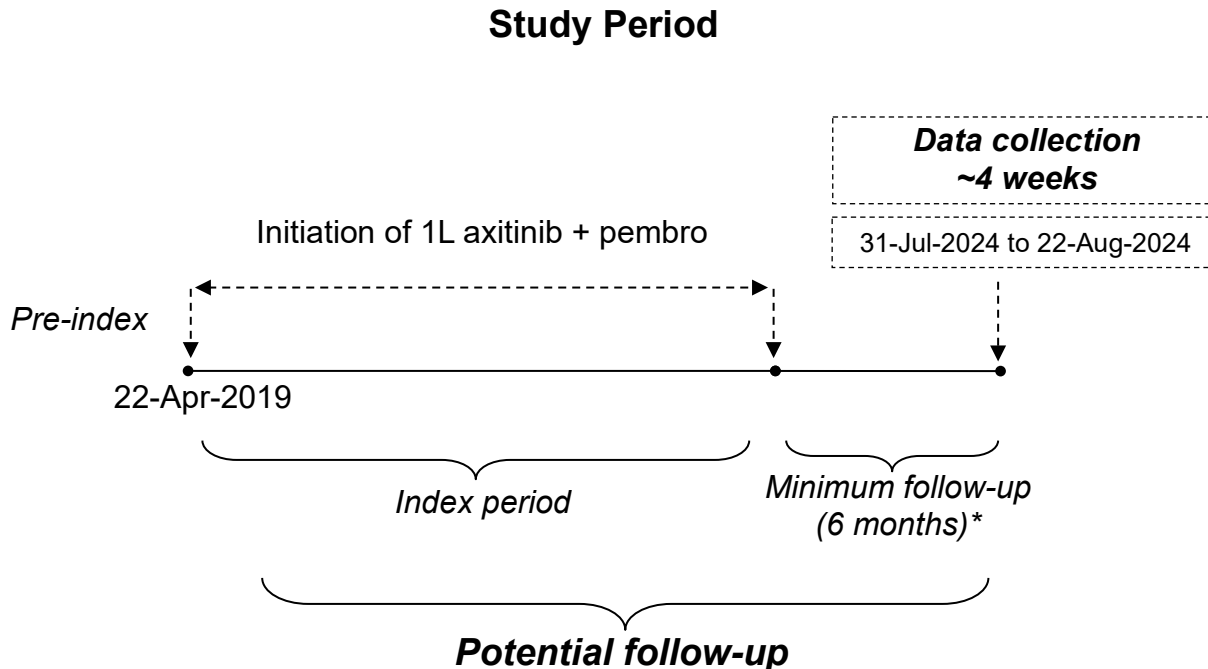 Study Period
Data collection
~4 weeks
31-Jul-2024 to 22-Aug-2024
Initiation of 1L axitinib + pembro
Pre-index
22-Apr-2019
Index period
Minimum follow-up
(6 months)*
Potential follow-up